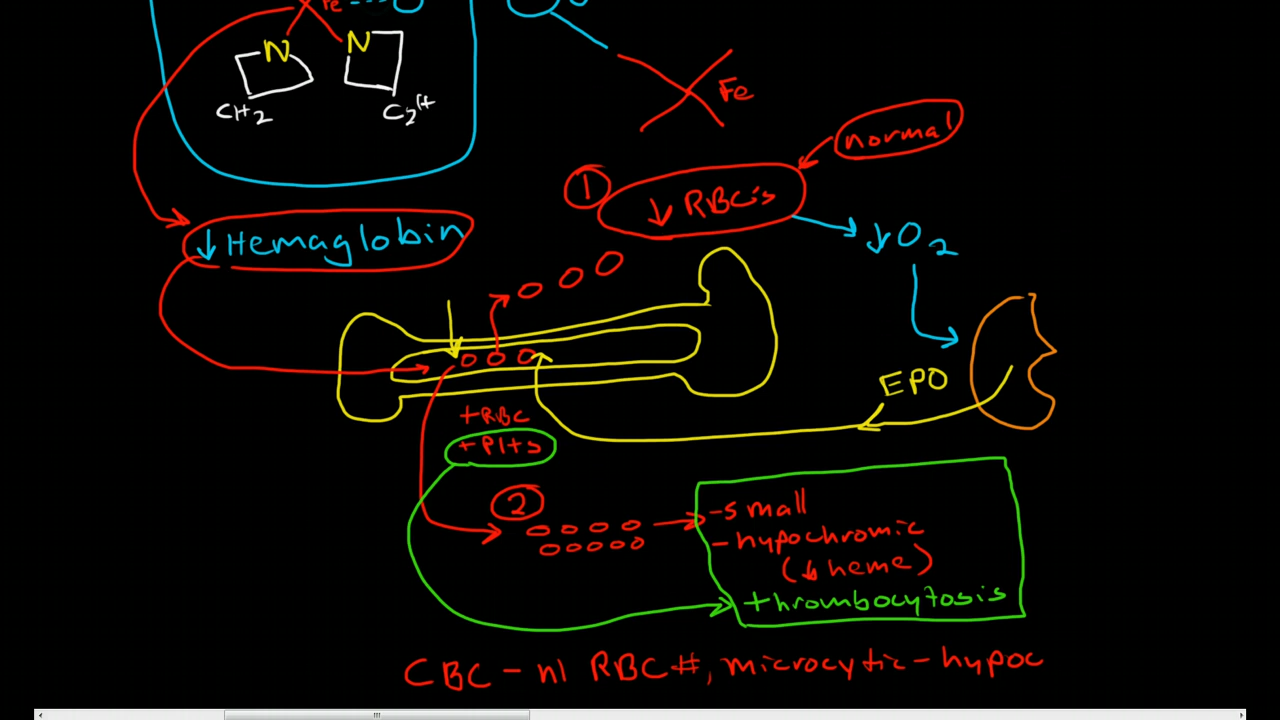 Fe
N N
CH2 C2H
Fe
normal
1
↓ RBC's
↓ Hemaglobin
↓ O2
EPO
+RBC
+Plts
2
-small
-hypochromic
(↓ heme)
+thrombocytosis
CBC - nl RBC #, microcytic-hypoc